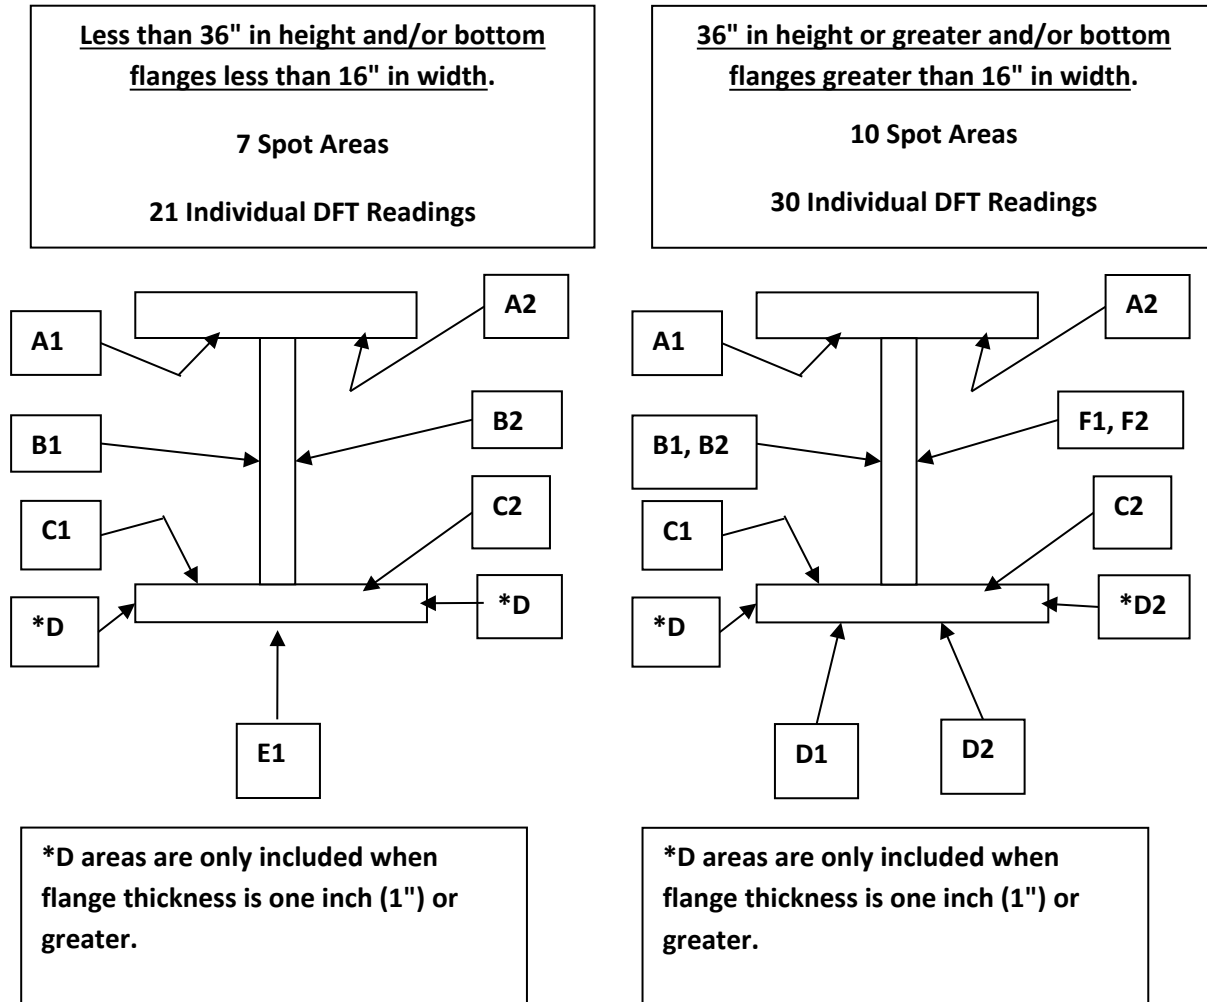 Less than 36" in height and/or bottom
flanges less than 16" in width.
7 Spot Areas
21 Individual DFT Readings
36" in height or greater and/or bottom
flanges greater than 16" in width.
10 Spot Areas
30 Individual DFT Readings
A1
A2
B1
B2
C1
C2
*D
*D
E1
A1
A2
B1, B2
F1, F2
C1
C2
*D
*D2
D1
D2
*D areas are only included when
flange thickness is one inch (1") or
greater.
*D areas are only included when
flange thickness is one inch (1") or
greater.